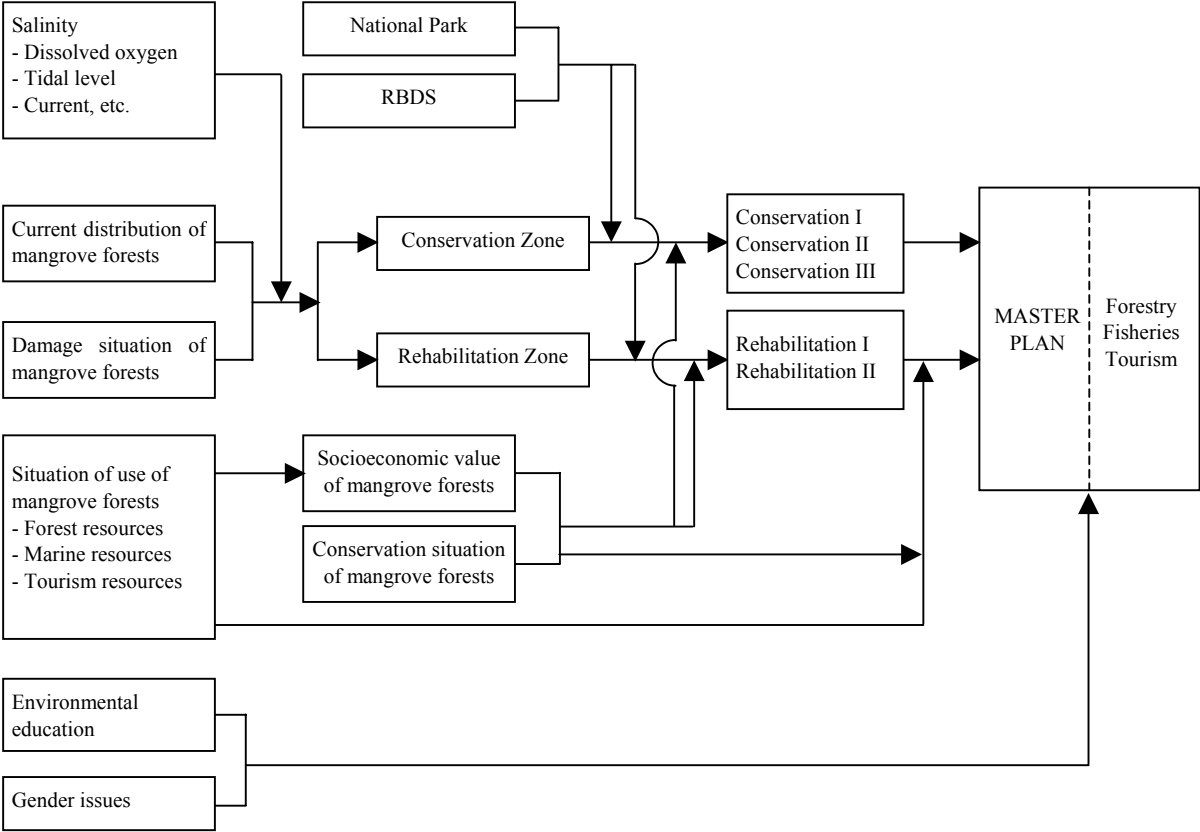 Salinity
- Dissolved oxygen
- Tidal level
- Current, etc.
National Park
RBDS
Current distribution of
mangrove forests
Damage situation of
mangrove forests
Conservation Zone
Rehabilitation Zone
Conservation I
Conservation II
Conservation III
Rehabilitation I
Rehabilitation II
MASTER
PLAN
Forestry
Fisheries
Tourism
Situation of use of
mangrove forests
- Forest resources
- Marine resources
- Tourism resources
Socioeconomic value
of mangrove forests
Conservation situation
of mangrove forests
Environmental
education
Gender issues